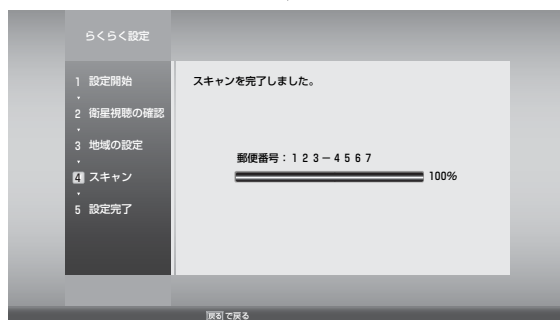 らくらく設定
1 設定開始
2 衛星視聴の確認
3 地域の設定
4 スキャン
5 設定完了
スキャンを完了しました。
郵便番号：１２３－４５６７
100%
戻る で戻る